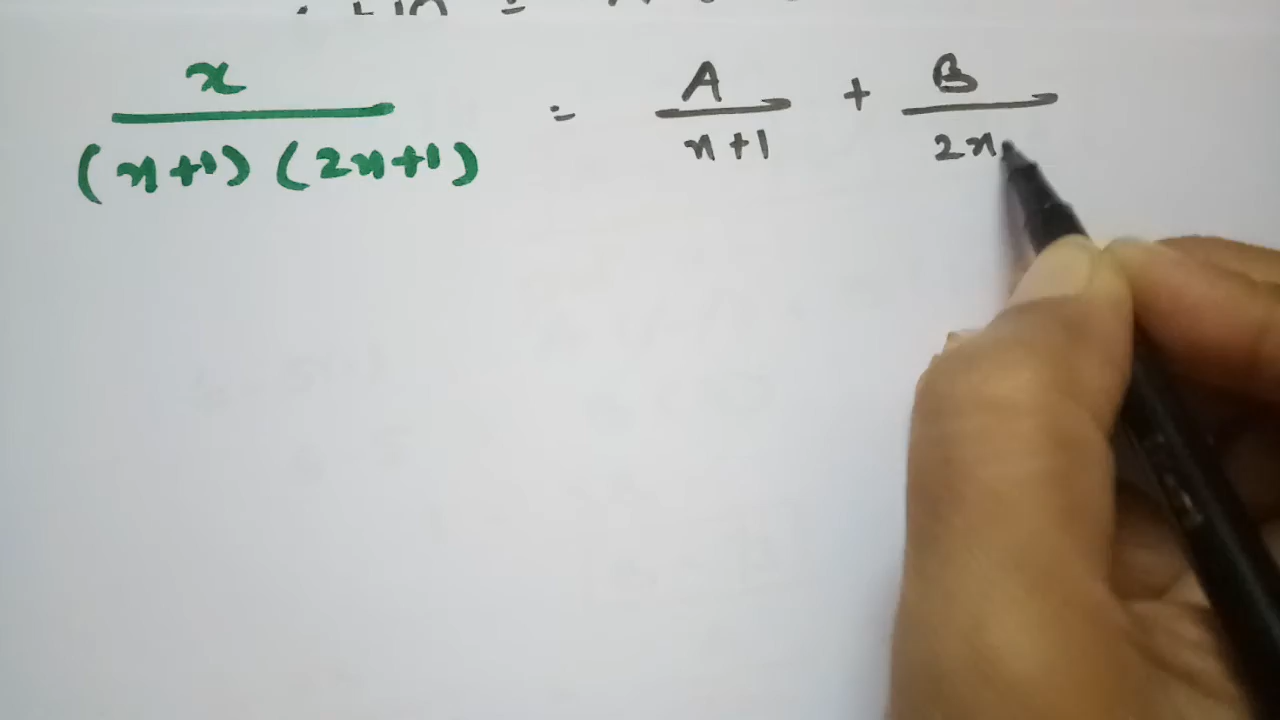 x = A + B
(x+1) (2x+1) x+1 2x